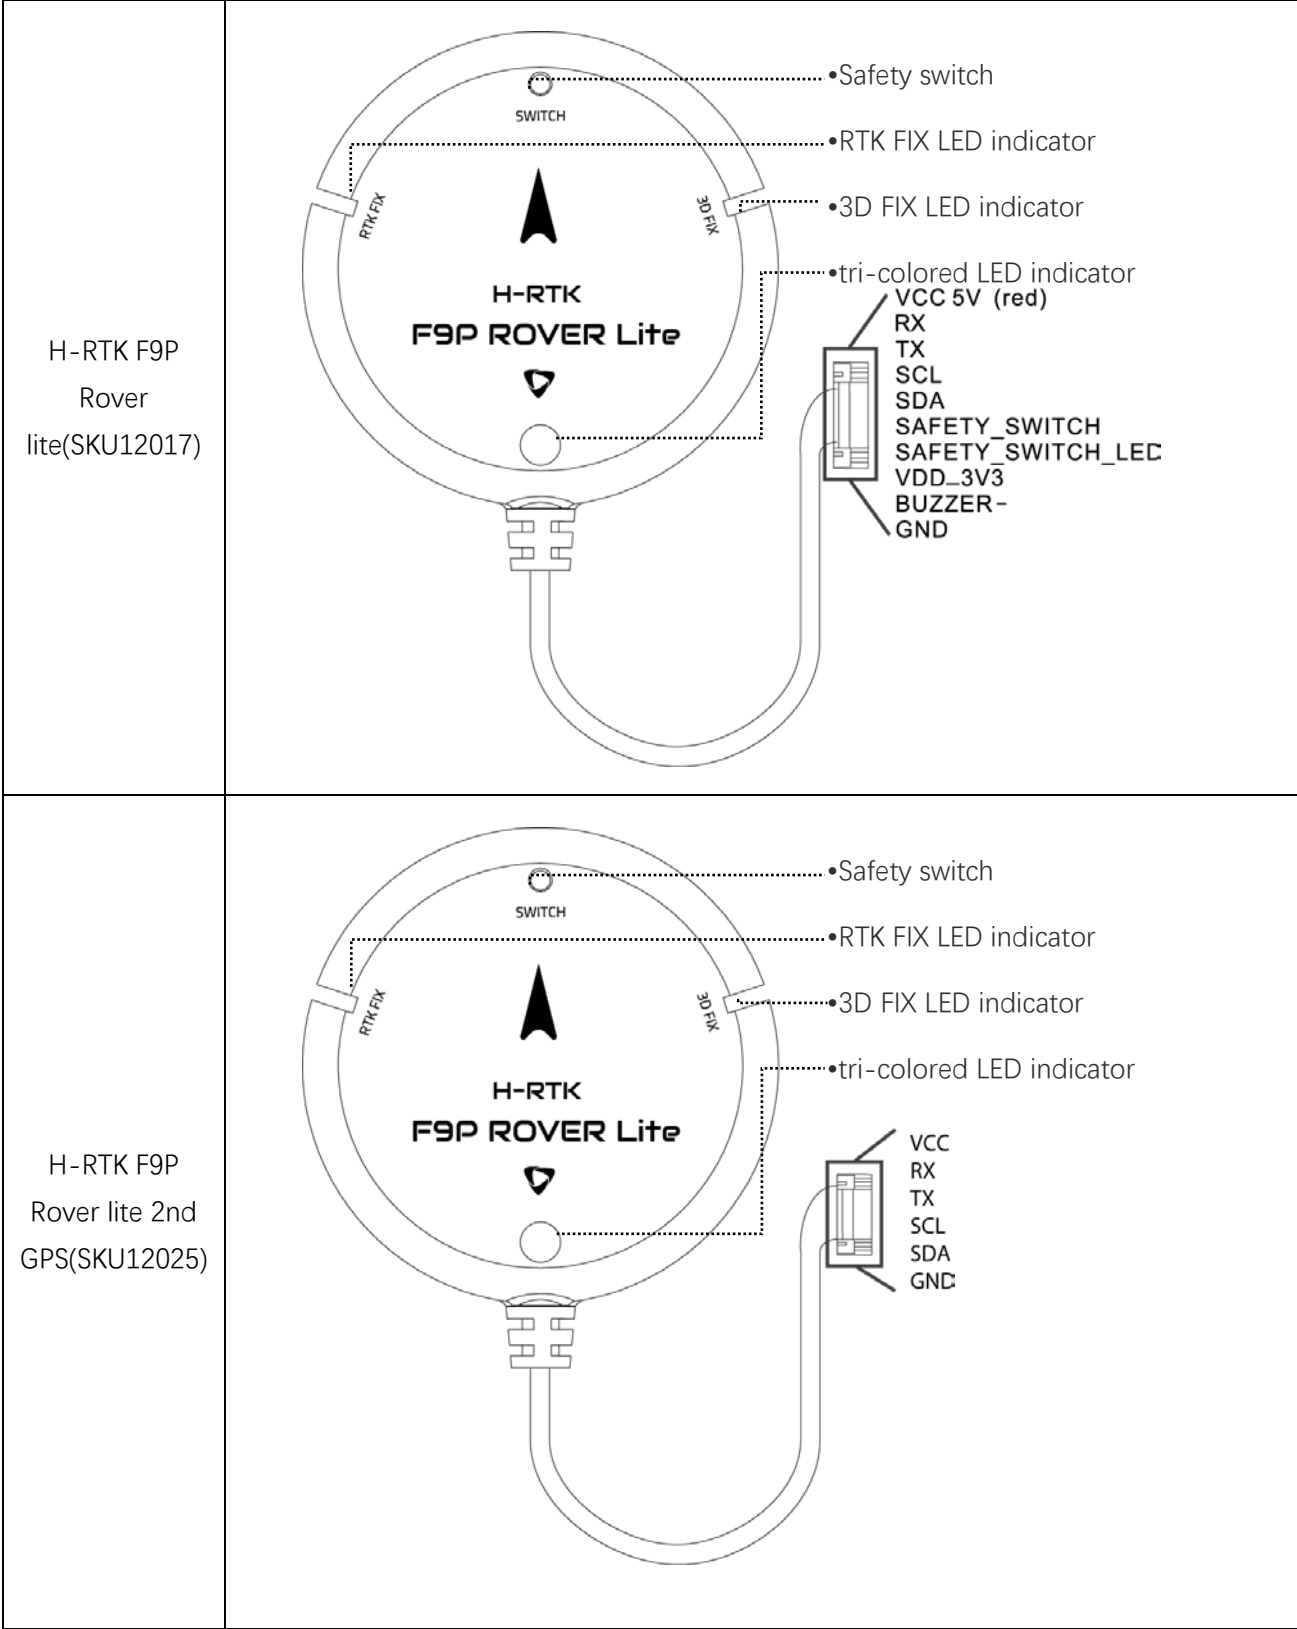 H-RTK F9P
Rover
lite(SKU12017)
SWITCH
RTK FIX
3D FIX
H-RTK
F9P ROVER Lite
•Safety switch
•RTK FIX LED indicator
•3D FIX LED indicator
•tri-colored LED indicator
VCC 5V (red)
RX
TX
SCL
SDA
SAFETY_SWITCH
SAFETY_SWITCH_LED
VDD_3V3
BUZZER-
GND
H-RTK F9P
Rover lite 2nd
GPS(SKU12025)
SWITCH
RTK FIX
3D FIX
H-RTK
F9P ROVER Lite
•Safety switch
•RTK FIX LED indicator
•3D FIX LED indicator
•tri-colored LED indicator
VCC
RX
TX
SCL
SDA
GND